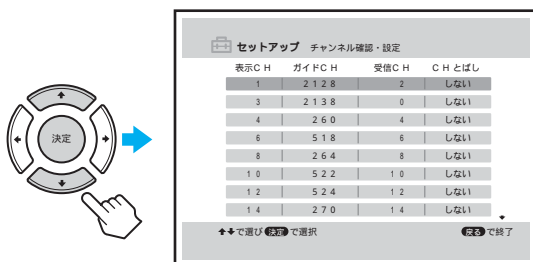 決定
セットアップ チャンネル確認・設定
表示CH ガイドCH 受信CH CHとばし
1 2128 2 しない
3 2138 0 しない
4 260 4 しない
6 518 6 しない
8 264 8 しない
10 522 10 しない
12 524 12 しない
14 270 14 しない
で選び 決定 で選択 戻る で終了